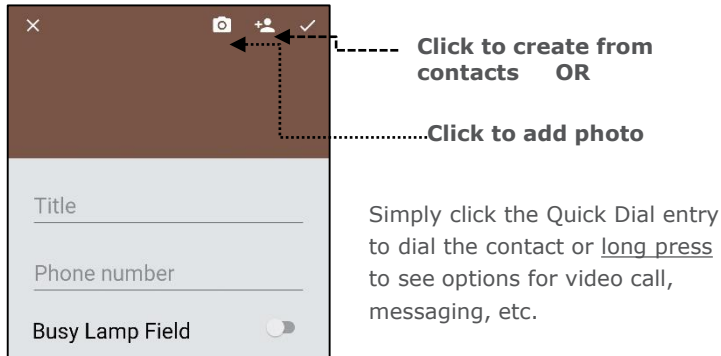 Click to create from
contacts OR
Click to add photo
Title
Phone number
Busy Lamp Field
Simply click the Quick Dial entry
to dial the contact or long press
to see options for video call,
messaging, etc.